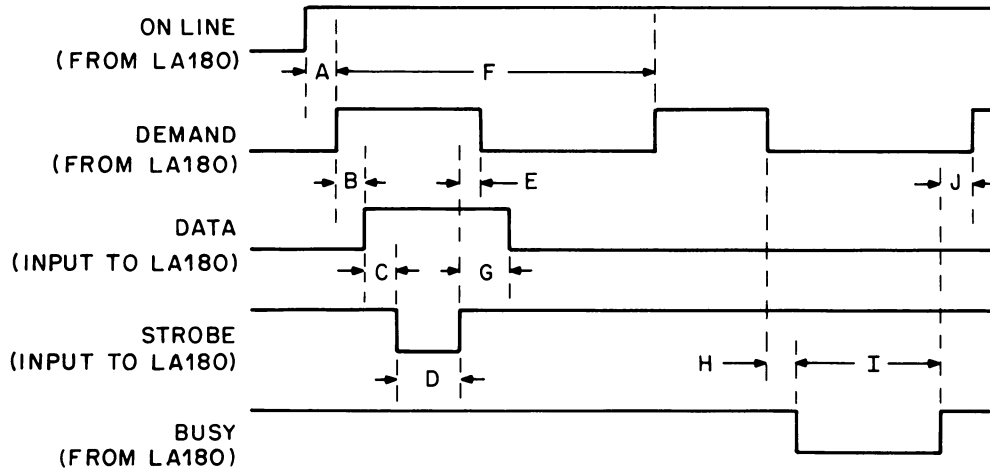 ON LINE
(FROM LA180)
A
F
DEMAND
(FROM LA180)
B
E
J
DATA
(INPUT TO LA180)
C
G
STROBE
(INPUT TO LA180)
H
I
D
BUSY
(FROM LA180)